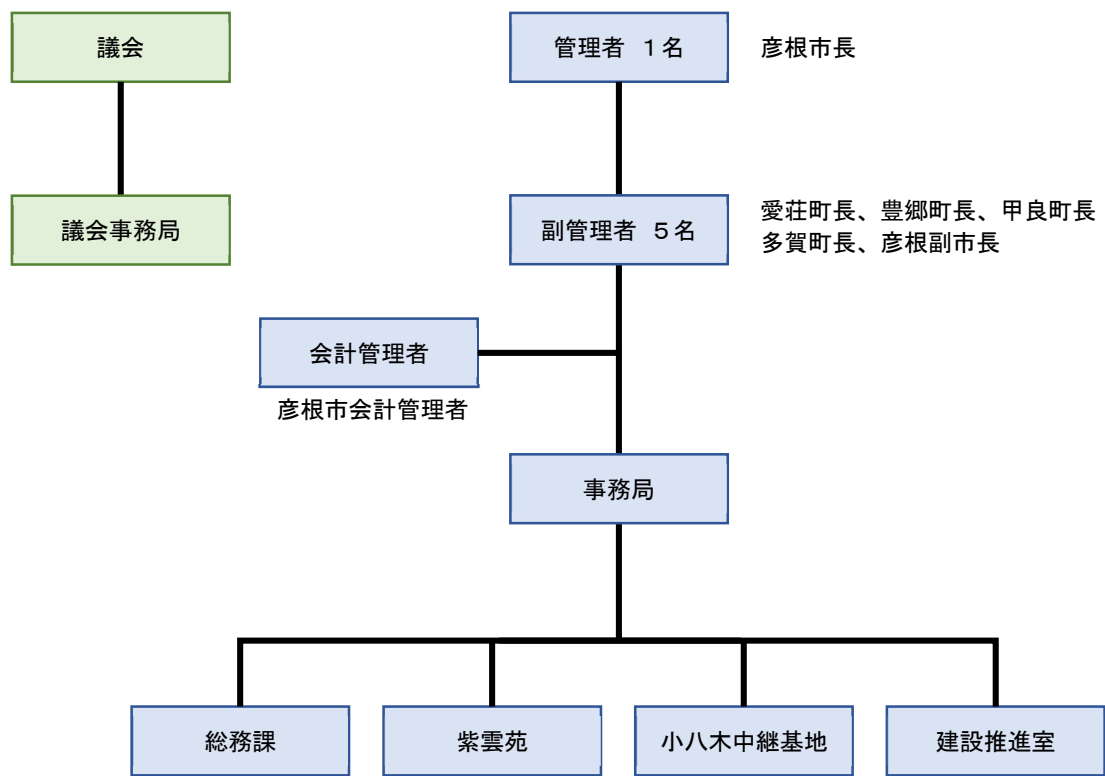 議会
管理者 1名
彦根市長
議会事務局
副管理者 5名
愛荘町長、豊郷町長、甲良町長
多賀町長、彦根副市長
会計管理者
彦根市会計管理者
事務局
総務課
紫雲苑
小八木中継基地
建設推進室